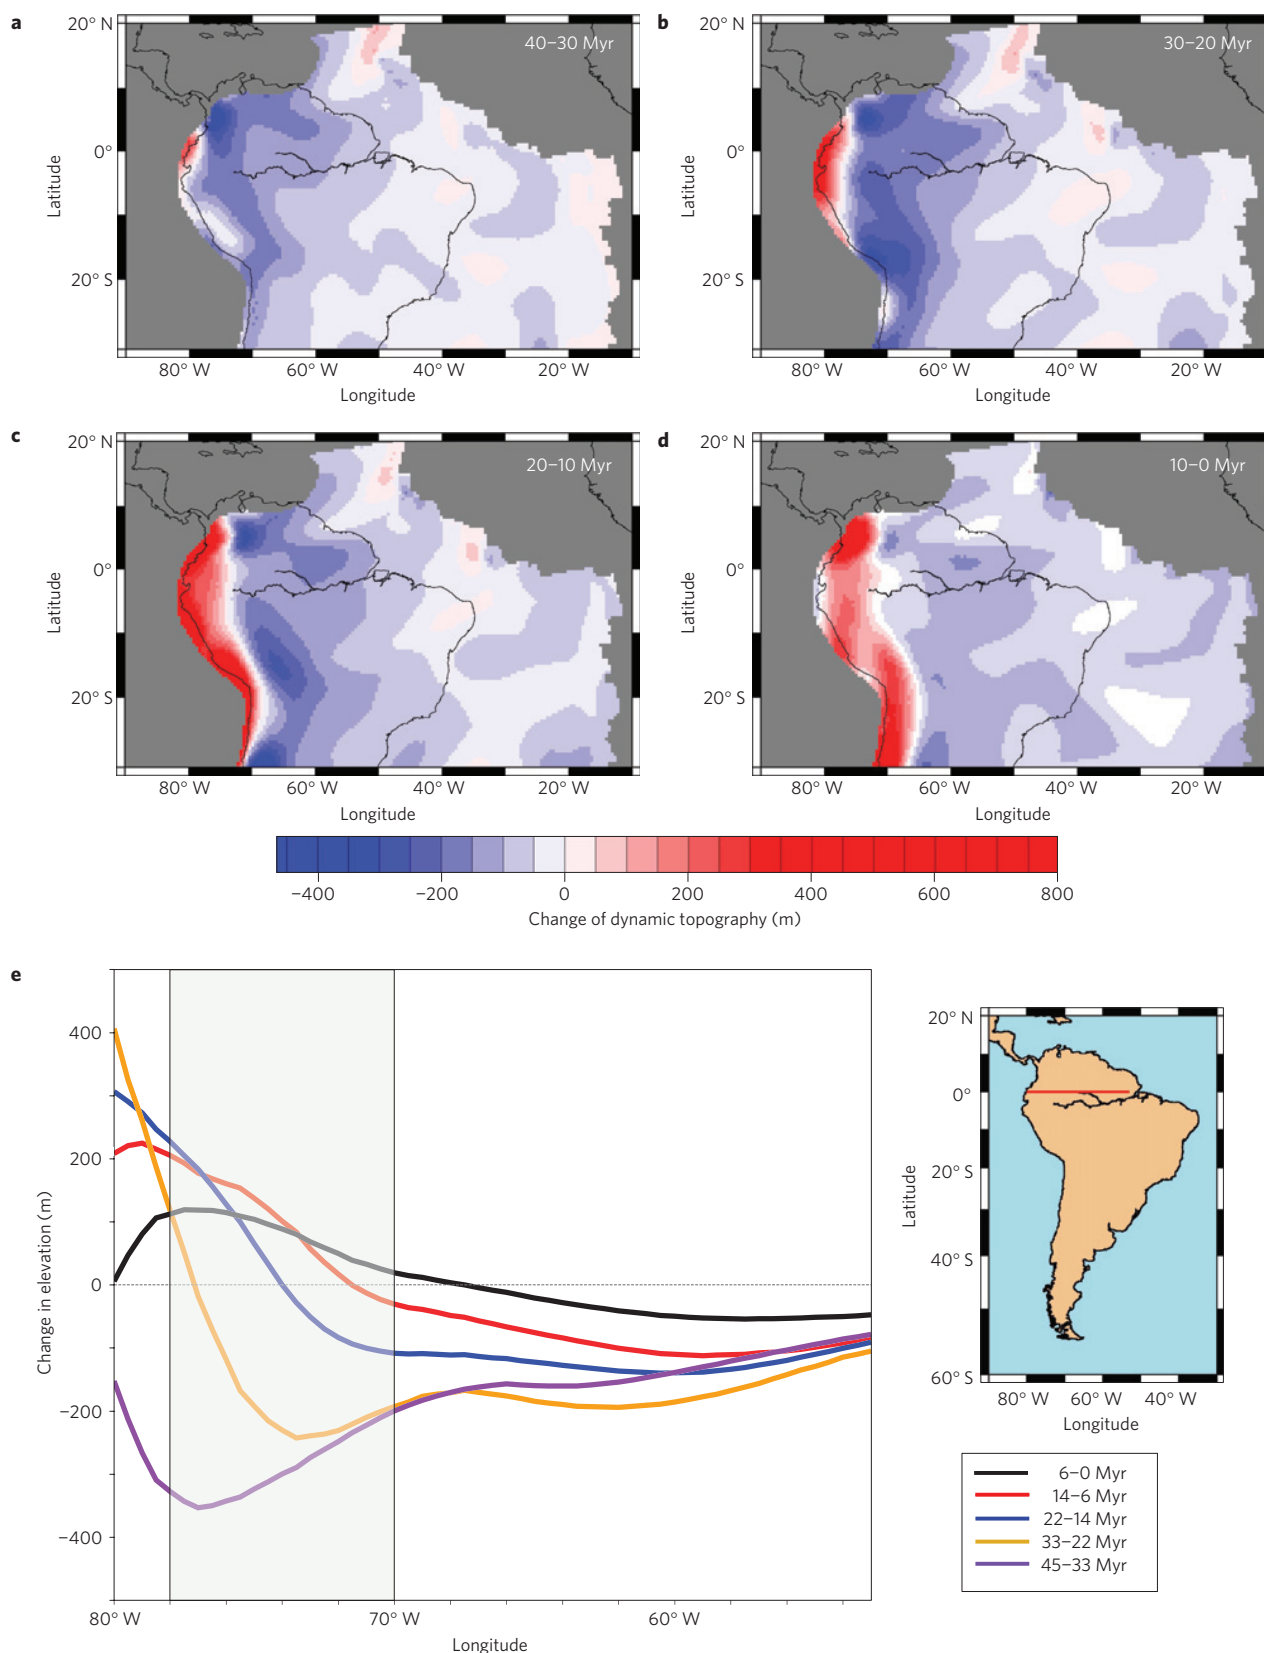 a
20° N
40–30 Myr
0°
20° S
Latitude
80° W 60° W 40° W 20° W
Longitude
b
20° N
30–20 Myr
0°
20° S
Latitude
80° W 60° W 40° W 20° W
Longitude
c
20° N
20–10 Myr
0°
20° S
Latitude
80° W 60° W 40° W 20° W
Longitude
d
20° N
10–0 Myr
0°
20° S
Latitude
80° W 60° W 40° W 20° W
Longitude
−400 −200 0 200 400 600 800
Change of dynamic topography (m)
e
400
200
0
−200
−400
Change in elevation (m)
80° W 70° W 60° W
Longitude
20° N
0°
20° S
40° S
60° S
Latitude
80° W 60° W 40° W
Longitude
6–0 Myr
14–6 Myr
22–14 Myr
33–22 Myr
45–33 Myr